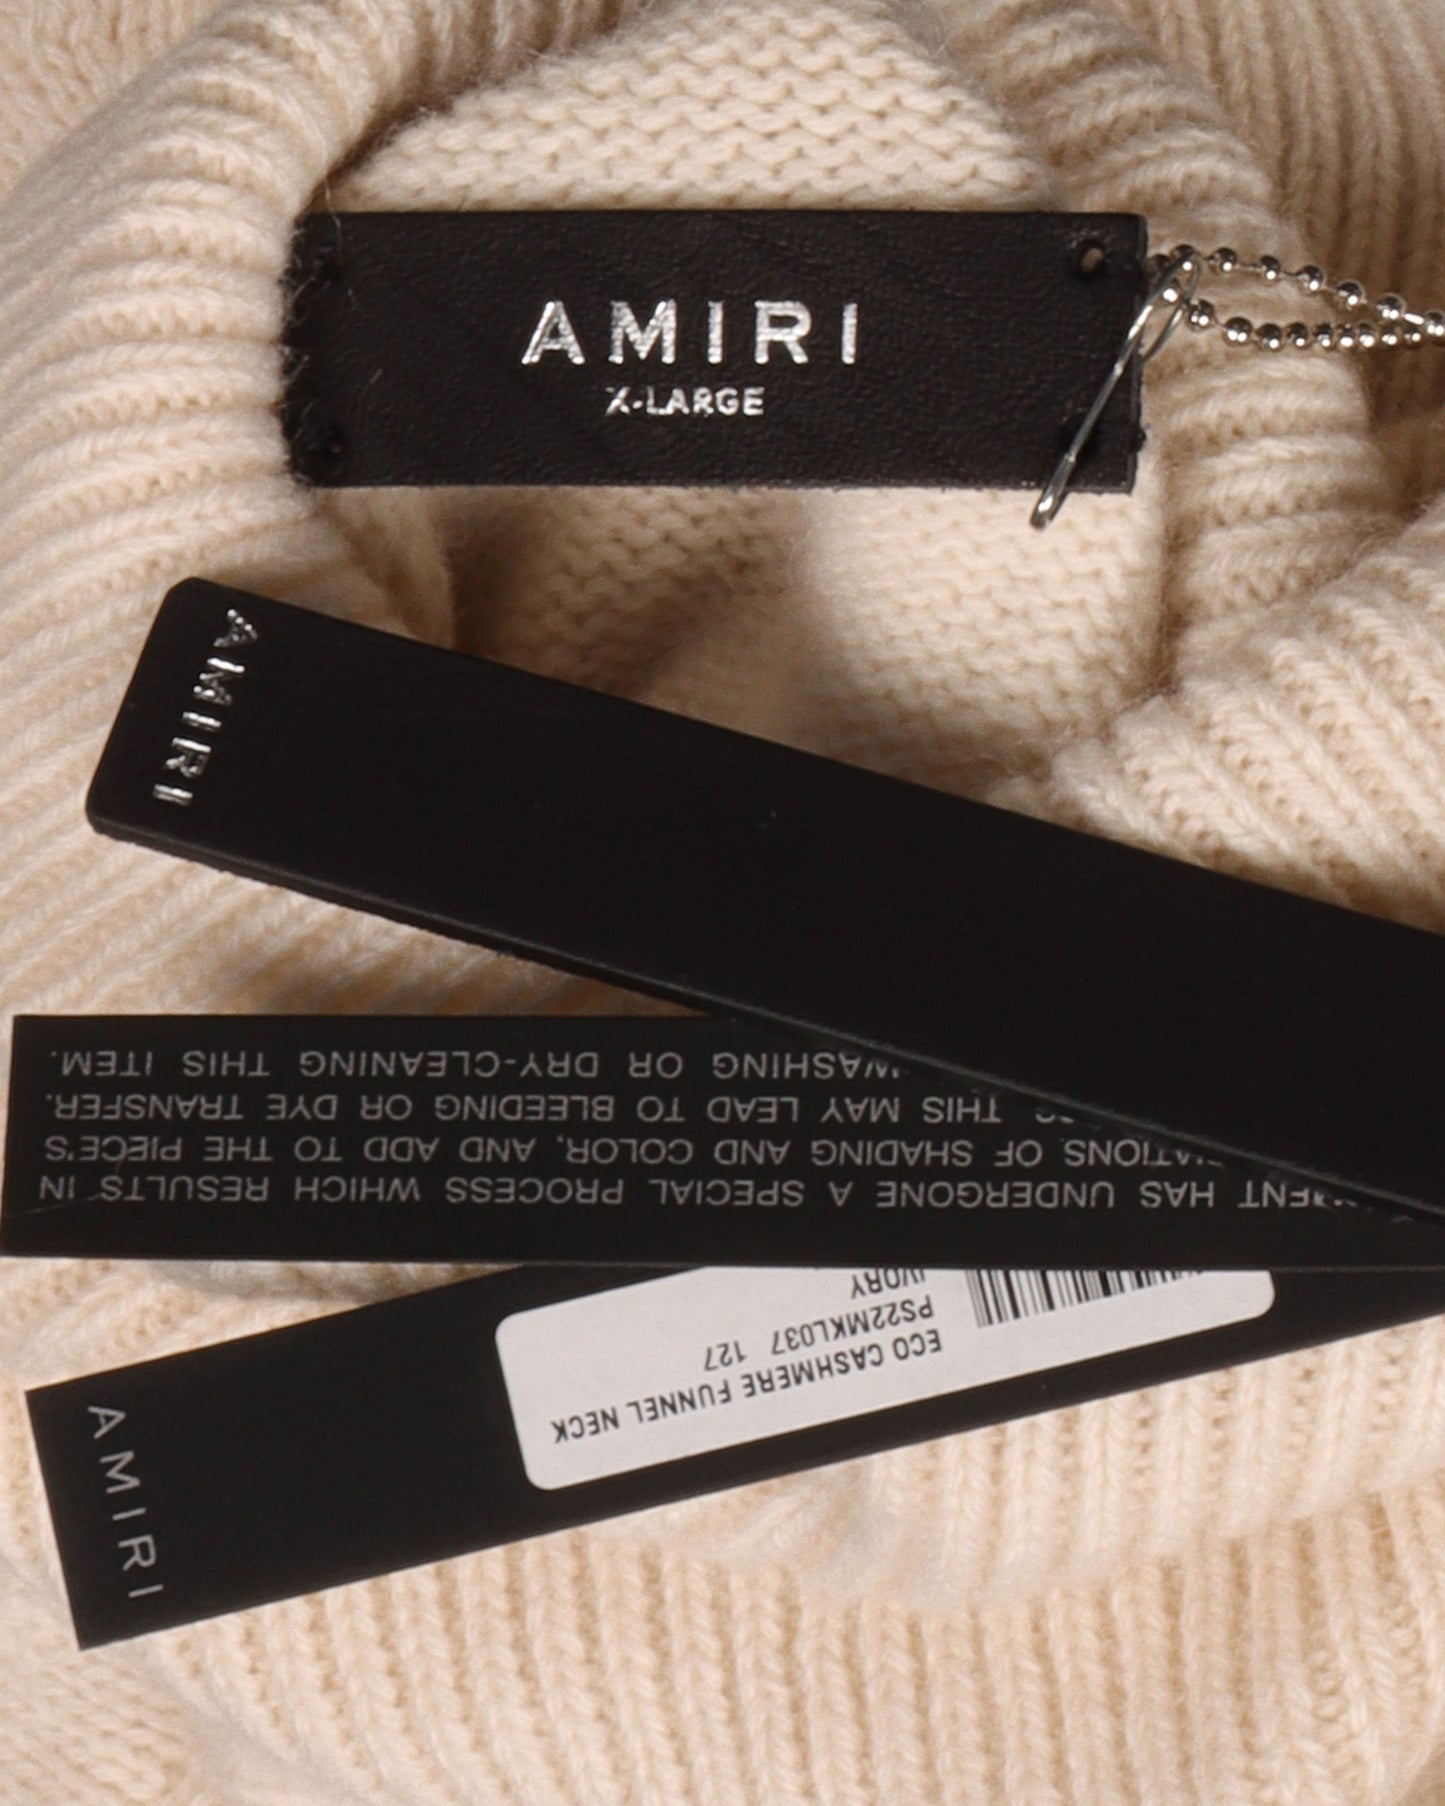 AMIRI
X-LARGE
AMIRI
HAS UNDERGONE A SPECIAL PROCESS WHICH RESULTS IN
OF SHADING AND COLOR, AND ADD TO THE PIECE'S
THIS MAY LEAD TO BLEEDING OR DYE TRANSFER.
WASHING OR DRY-CLEANING THIS ITEM.
ECO CASHMERE FUNNEL NECK
PS22MKL037 127
IVORY
AMIRI